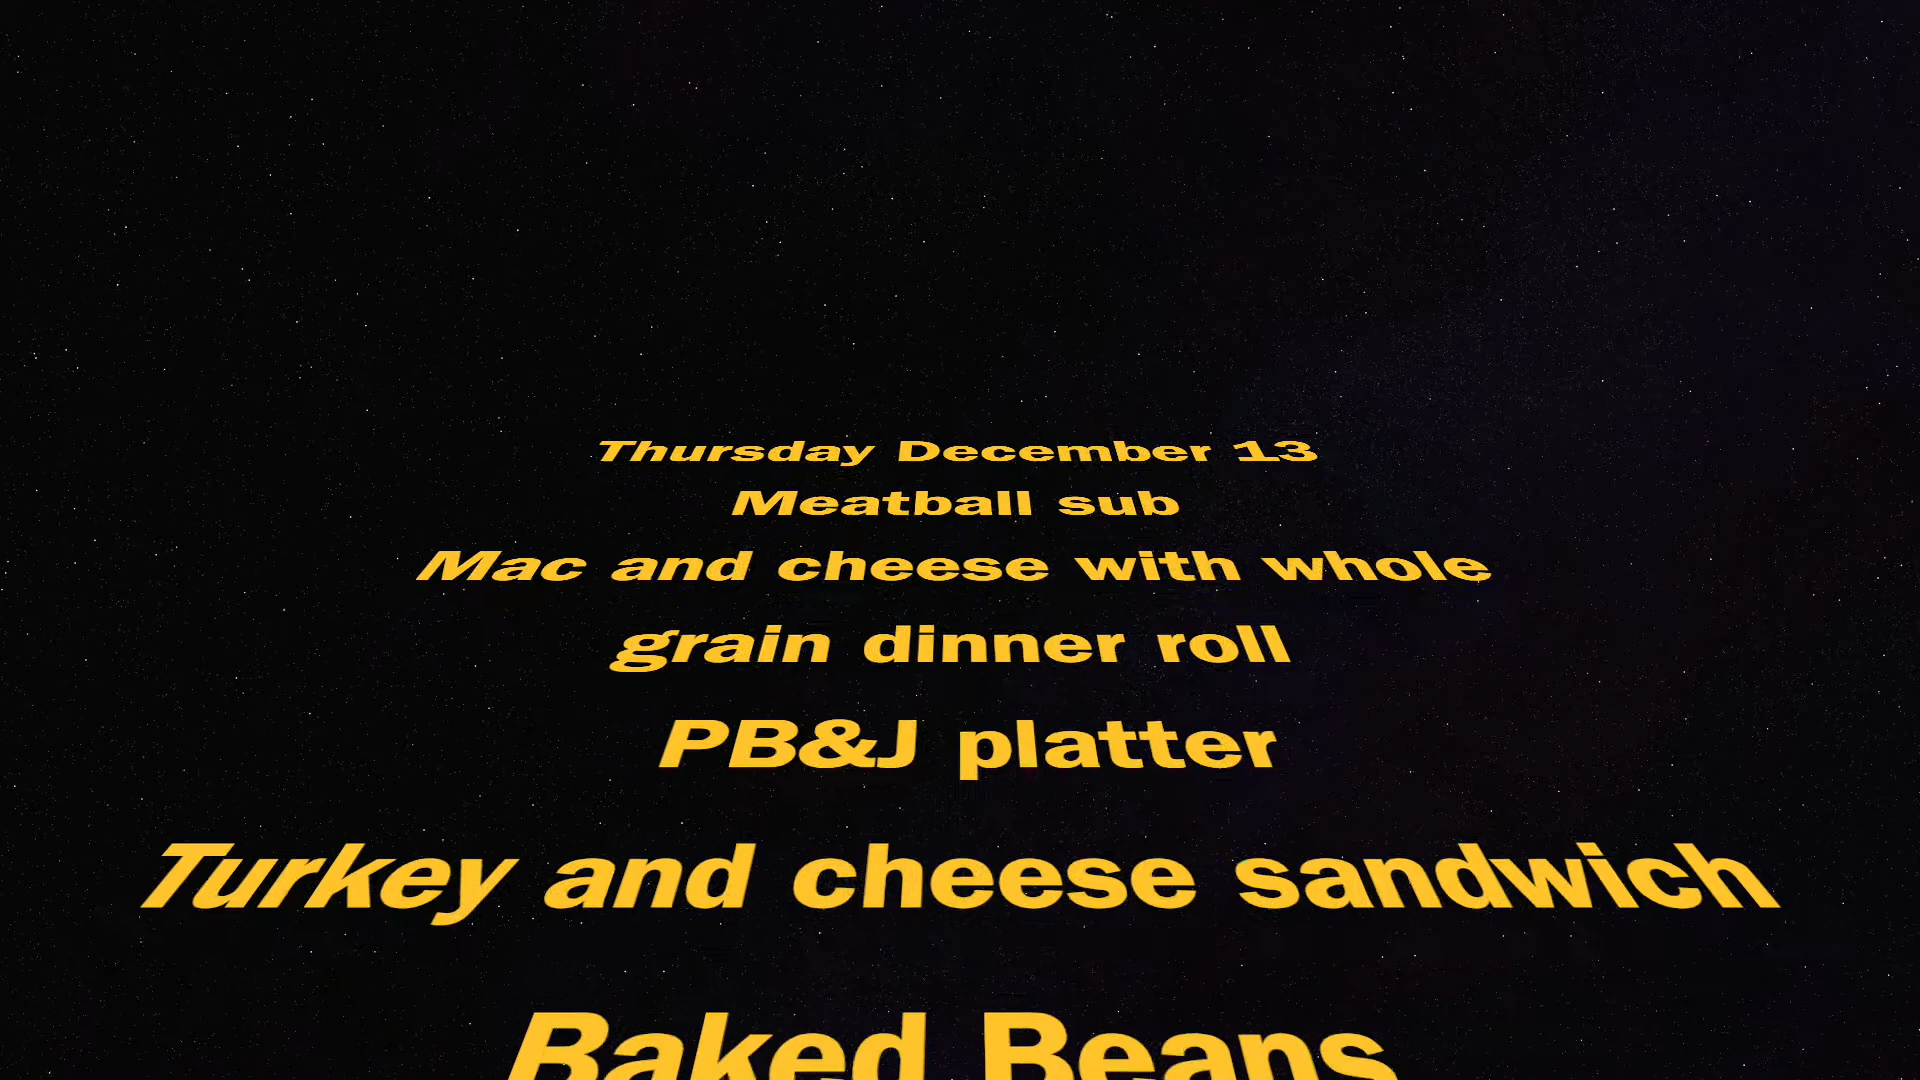 Thursday December 13
Meatball sub
Mac and cheese with whole
grain dinner roll
PB&J platter
Turkey and cheese sandwich
Baked Beans